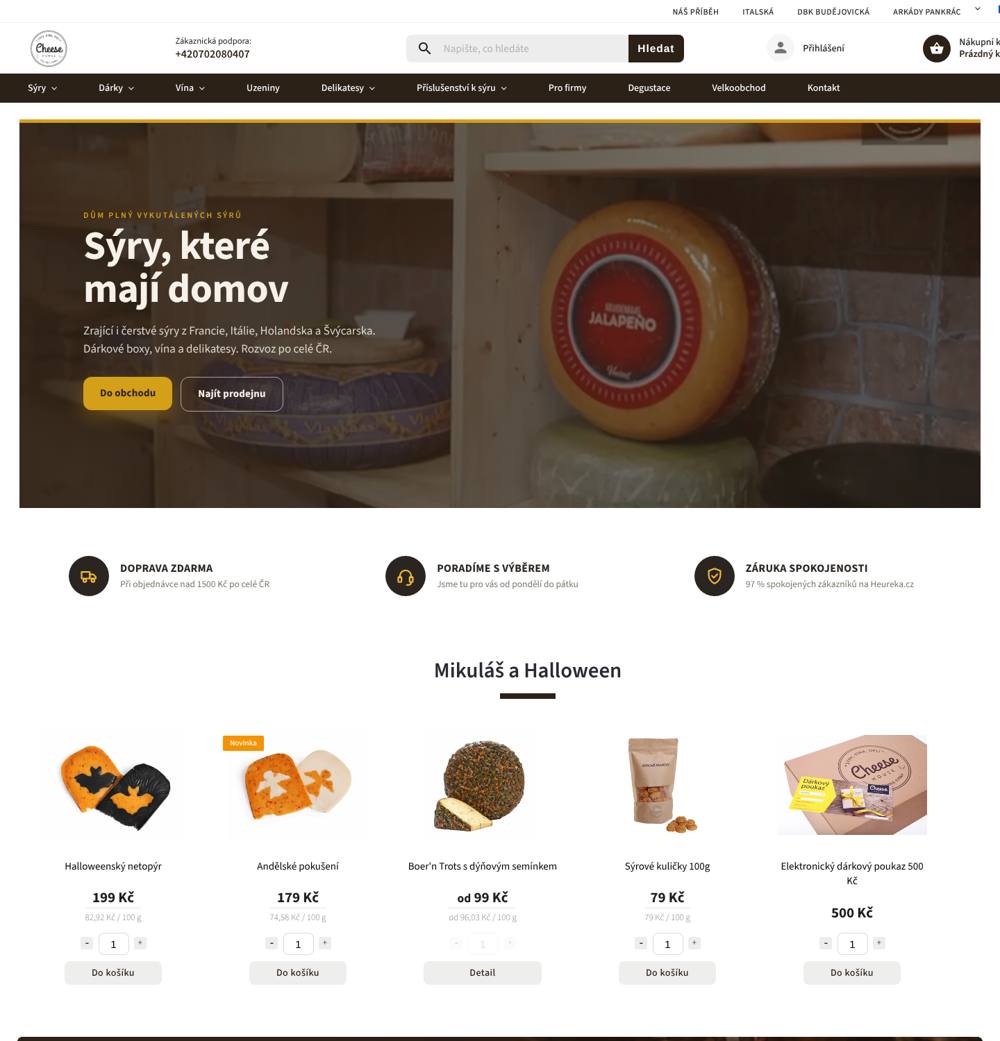 NÁŠ PŘÍBĚH ITALSKÁ DBK BUDĚJOVICKÁ ARKÁDY PANKRÁC
Cheese
Zákaznická podpora:
+420702080407
Napište, co hledáte
Hledat
Přihlášení
Nákupní k
Prázdný k
Sýry Dárky Vína Uzeniny Delikatesy Příslušenství k sýru Pro firmy Degustace Velkoobchod Kontakt
DŮM PLNÝ VYKUTÁLENÝCH SÝRŮ
Sýry, které
mají domov
Zrající i čerstvé sýry z Francie, Itálie, Holandska a Švýcarska.
Dárkové boxy, vína a delikatesy. Rozvoz po celé ČR.
Do obchodu
Najít prodejnu
JALAPEÑO
DOPRAVA ZDARMA
Při objednávce nad 1500 Kč po celé ČR
PORADÍME S VÝBĚREM
Jsme tu pro vás od pondělí do pátku
ZÁRUKA SPOKOJENOSTI
97 % spokojených zákazníků na Heureka.cz
Mikuláš a Halloween
Halloweenský netopýr
199 Kč
82,92 Kč / 100 g
- 1 +
Do košíku
Novinka
Andělské pokušení
179 Kč
74,58 Kč / 100 g
- 1 +
Do košíku
Boer'n Trots s dýňovým semínkem
od 99 Kč
od 96,03 Kč / 100 g
- 1 +
Detail
Sýrové kuličky 100g
79 Kč
79 Kč / 100 g
- 1 +
Do košíku
Cheese
HOUSE
Dárkový
poukaz
Cheese
Elektronický dárkový poukaz 500
Kč
500 Kč
- 1 +
Do košíku